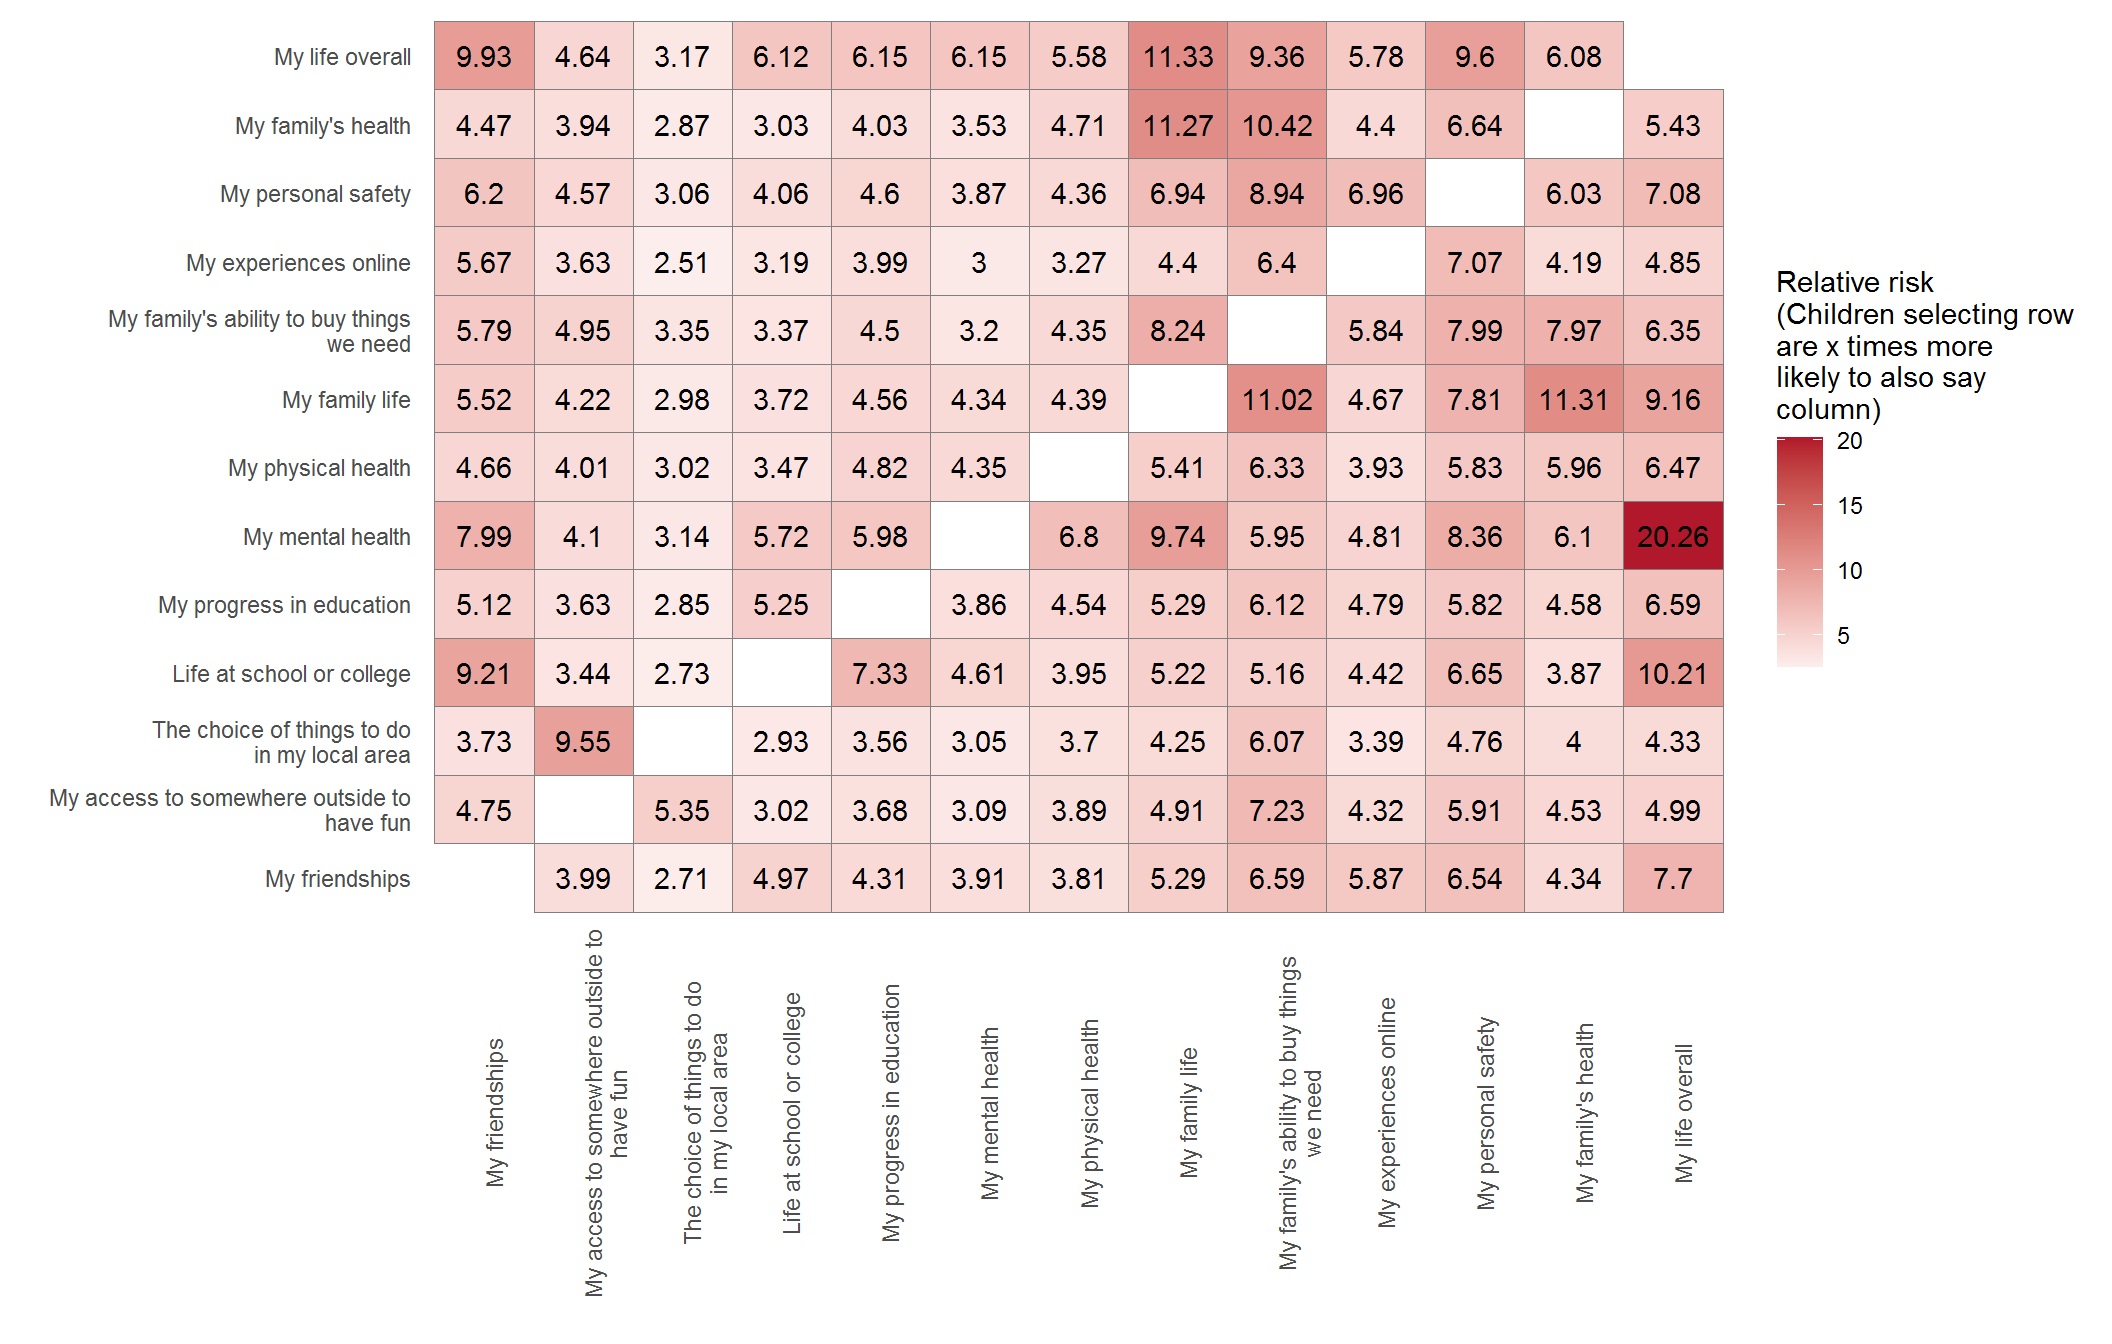 My life overall 9.93 4.64 3.17 6.12 6.15 6.15 5.58 11.33 9.36 5.78 9.6 6.08
My family's health 4.47 3.94 2.87 3.03 4.03 3.53 4.71 11.27 10.42 4.4 6.64 5.43
My personal safety 6.2 4.57 3.06 4.06 4.6 3.87 4.36 6.94 8.94 6.96 6.03 7.08
My experiences online 5.67 3.63 2.51 3.19 3.99 3 3.27 4.4 6.4 7.07 4.19 4.85
My family's ability to buy things
we need 5.79 4.95 3.35 3.37 4.5 3.2 4.35 8.24 5.84 7.99 7.97 6.35
My family life 5.52 4.22 2.98 3.72 4.56 4.34 4.39 11.02 4.67 7.81 11.31 9.16
My physical health 4.66 4.01 3.02 3.47 4.82 4.35 5.41 6.33 3.93 5.83 5.96 6.47
My mental health 7.99 4.1 3.14 5.72 5.98 6.8 9.74 5.95 4.81 8.36 6.1 20.26
My progress in education 5.12 3.63 2.85 5.25 3.86 4.54 5.29 6.12 4.79 5.82 4.58 6.59
Life at school or college 9.21 3.44 2.73 7.33 4.61 3.95 5.22 5.16 4.42 6.65 3.87 10.21
The choice of things to do
in my local area 3.73 9.55 2.93 3.56 3.05 3.7 4.25 6.07 3.39 4.76 4 4.33
My access to somewhere outside to
have fun 4.75 5.35 3.02 3.68 3.09 3.89 4.91 7.23 4.32 5.91 4.53 4.99
My friendships 3.99 2.71 4.97 4.31 3.91 3.81 5.29 6.59 5.87 6.54 4.34 7.7
My friendships
My access to somewhere outside to
have fun
The choice of things to do
in my local area
Life at school or college
My progress in education
My mental health
My physical health
My family life
My family's ability to buy things
we need
My experiences online
My personal safety
My family's health
My life overall
Relative risk
(Children selecting row
are x times more
likely to also say
column)
20
15
10
5